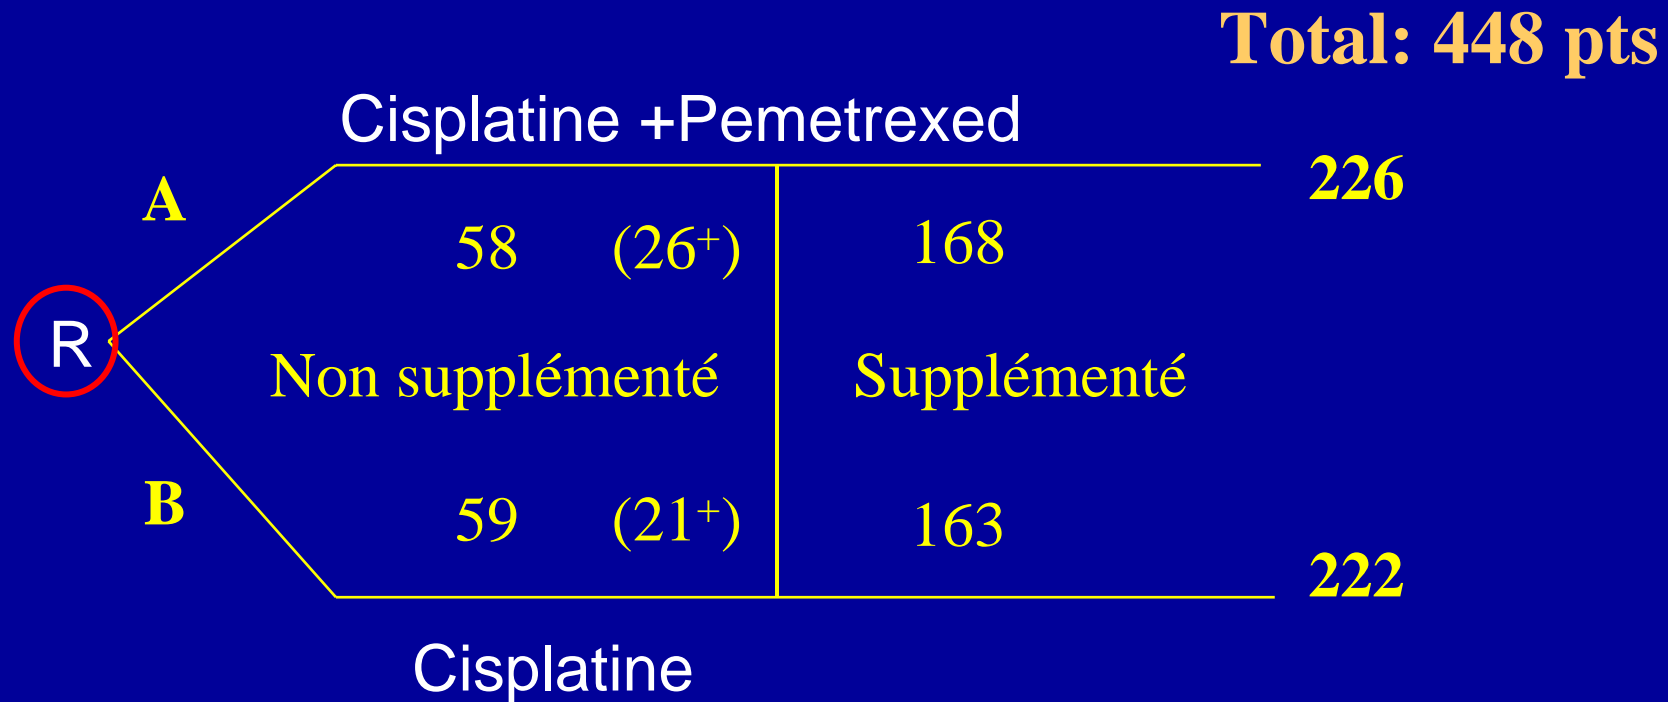 Total: 448 pts
Cisplatine +Pemetrexed
A
226
58 (26⁺) 168
R
Non supplémenté Supplémenté
B
59 (21⁺) 163
222
Cisplatine